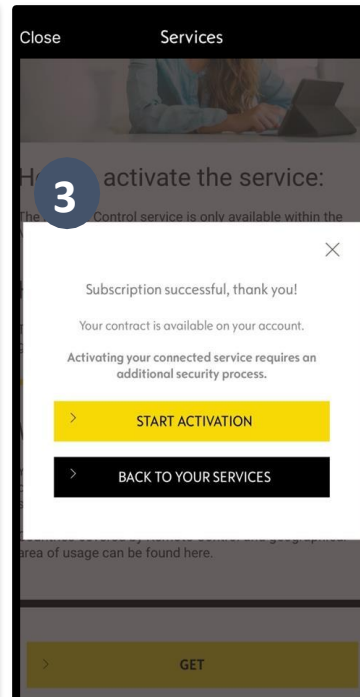 Close
Services
activate the service:
3
Control service is only available within the
Subscription successful, thank you!
Your contract is available on your account.
Activating your connected service requires an
additional security process.
START ACTIVATION
BACK TO YOUR SERVICES
area of usage can be found here.
GET